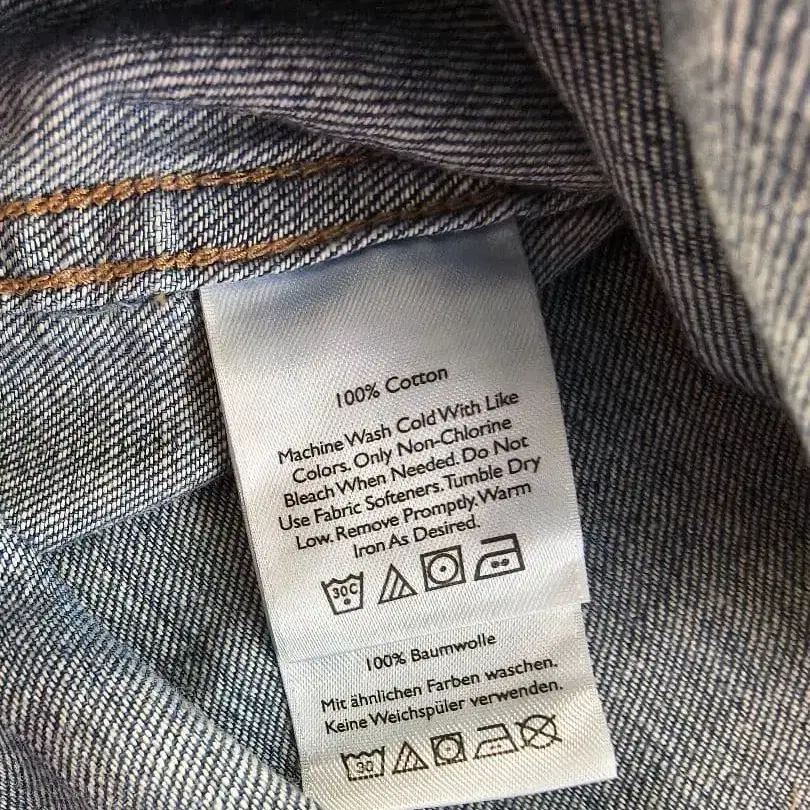 100% Cotton
Machine Wash Cold With Like
Colors. Only Non-Chlorine
Bleach When Needed. Do Not
Use Fabric Softeners. Tumble Dry
Low. Remove Promptly. Warm
Iron As Desired.
30C
100% Baumwolle
Mit ähnlichen Farben waschen.
Keine Weichspüler verwenden.
30